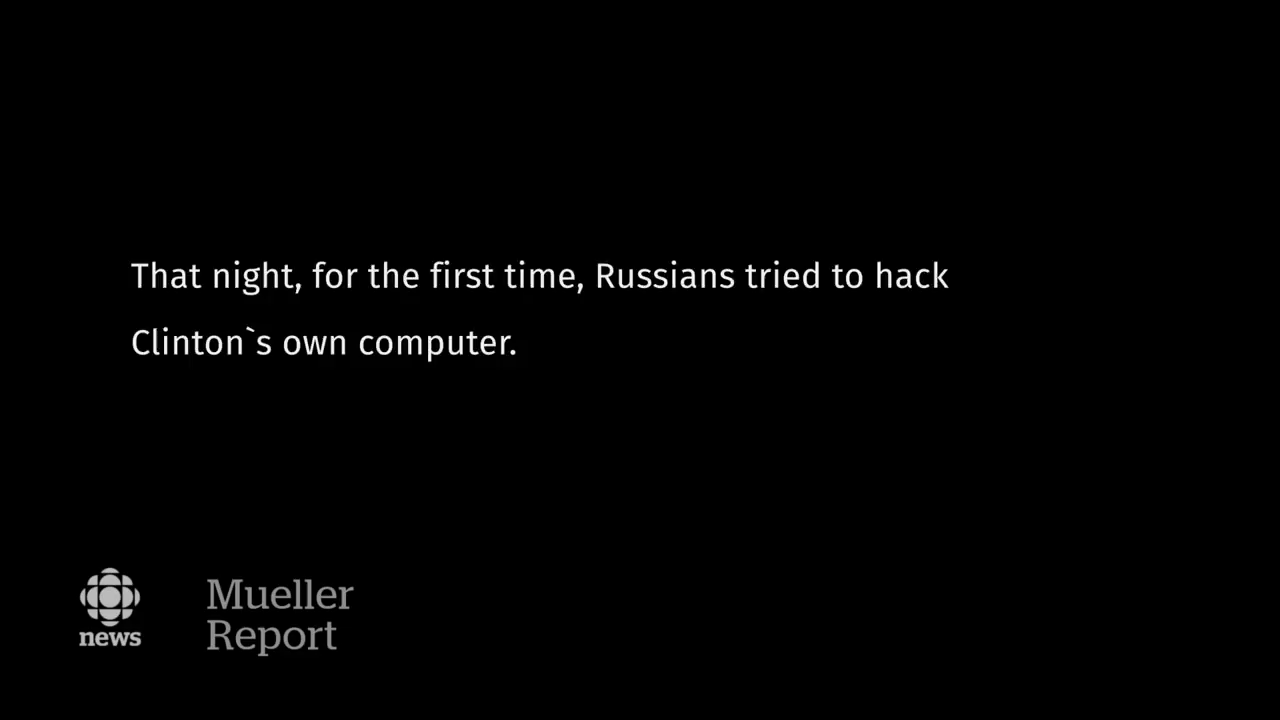 That night, for the first time, Russians tried to hack
Clinton`s own computer.
news
Mueller
Report